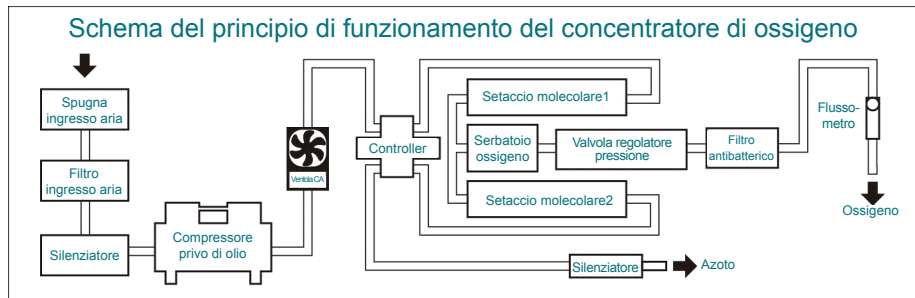 Schema del principio di funzionamento del concentratore di ossigeno
Spugna
ingresso aria
Filtro
ingresso aria
Silenziatore
Compressore
privo di olio
Ventola CA
Controller
Setaccio molecolare1
Serbatoio
ossigeno
Setaccio molecolare2
Valvola regolatore
pressione
Filtro
antibatterico
Flusso-
metro
Ossigeno
Silenziatore
Azoto